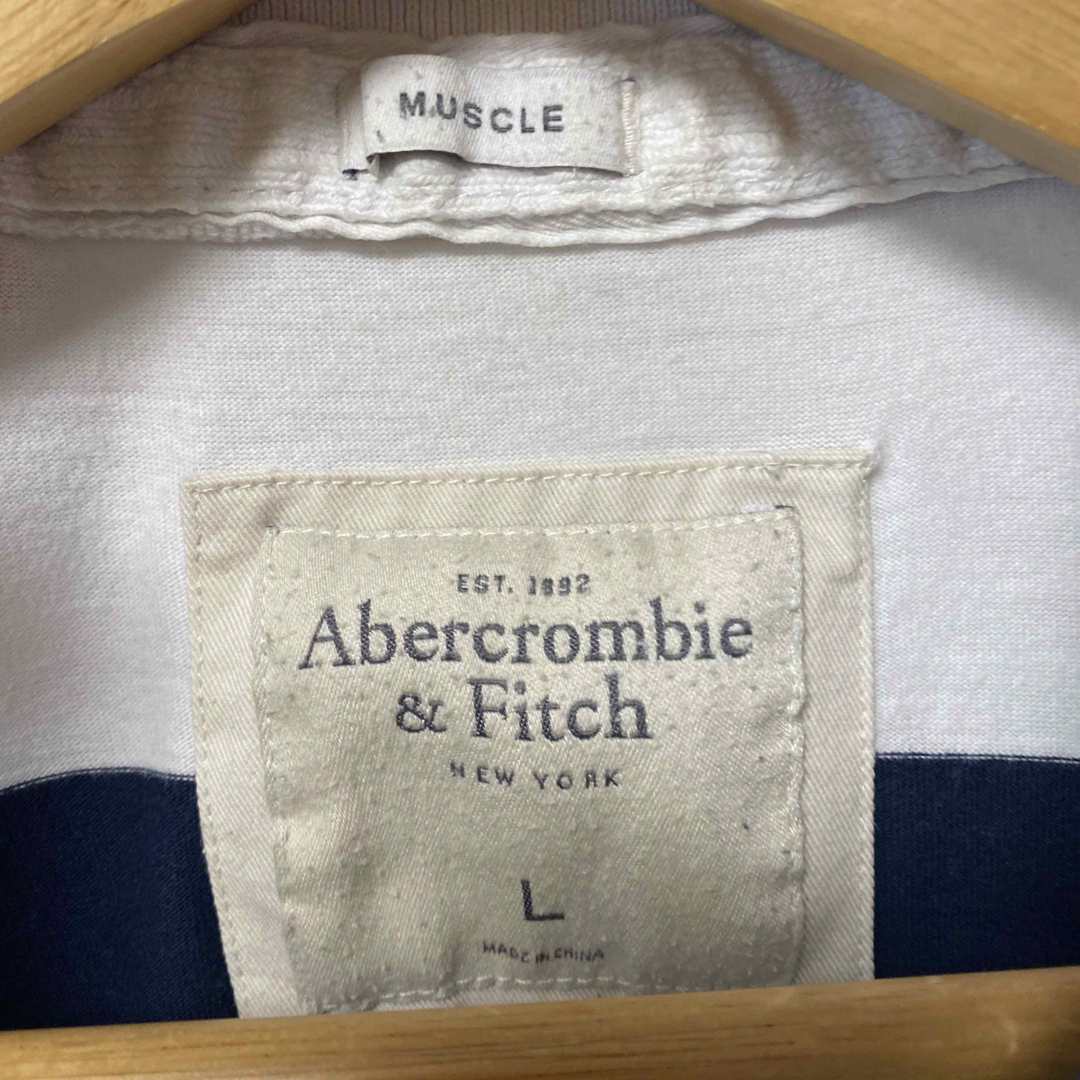 MUSCLE
EST. 1892
Abercrombie
& Fitch
NEW YORK
L
MADE IN CHINA